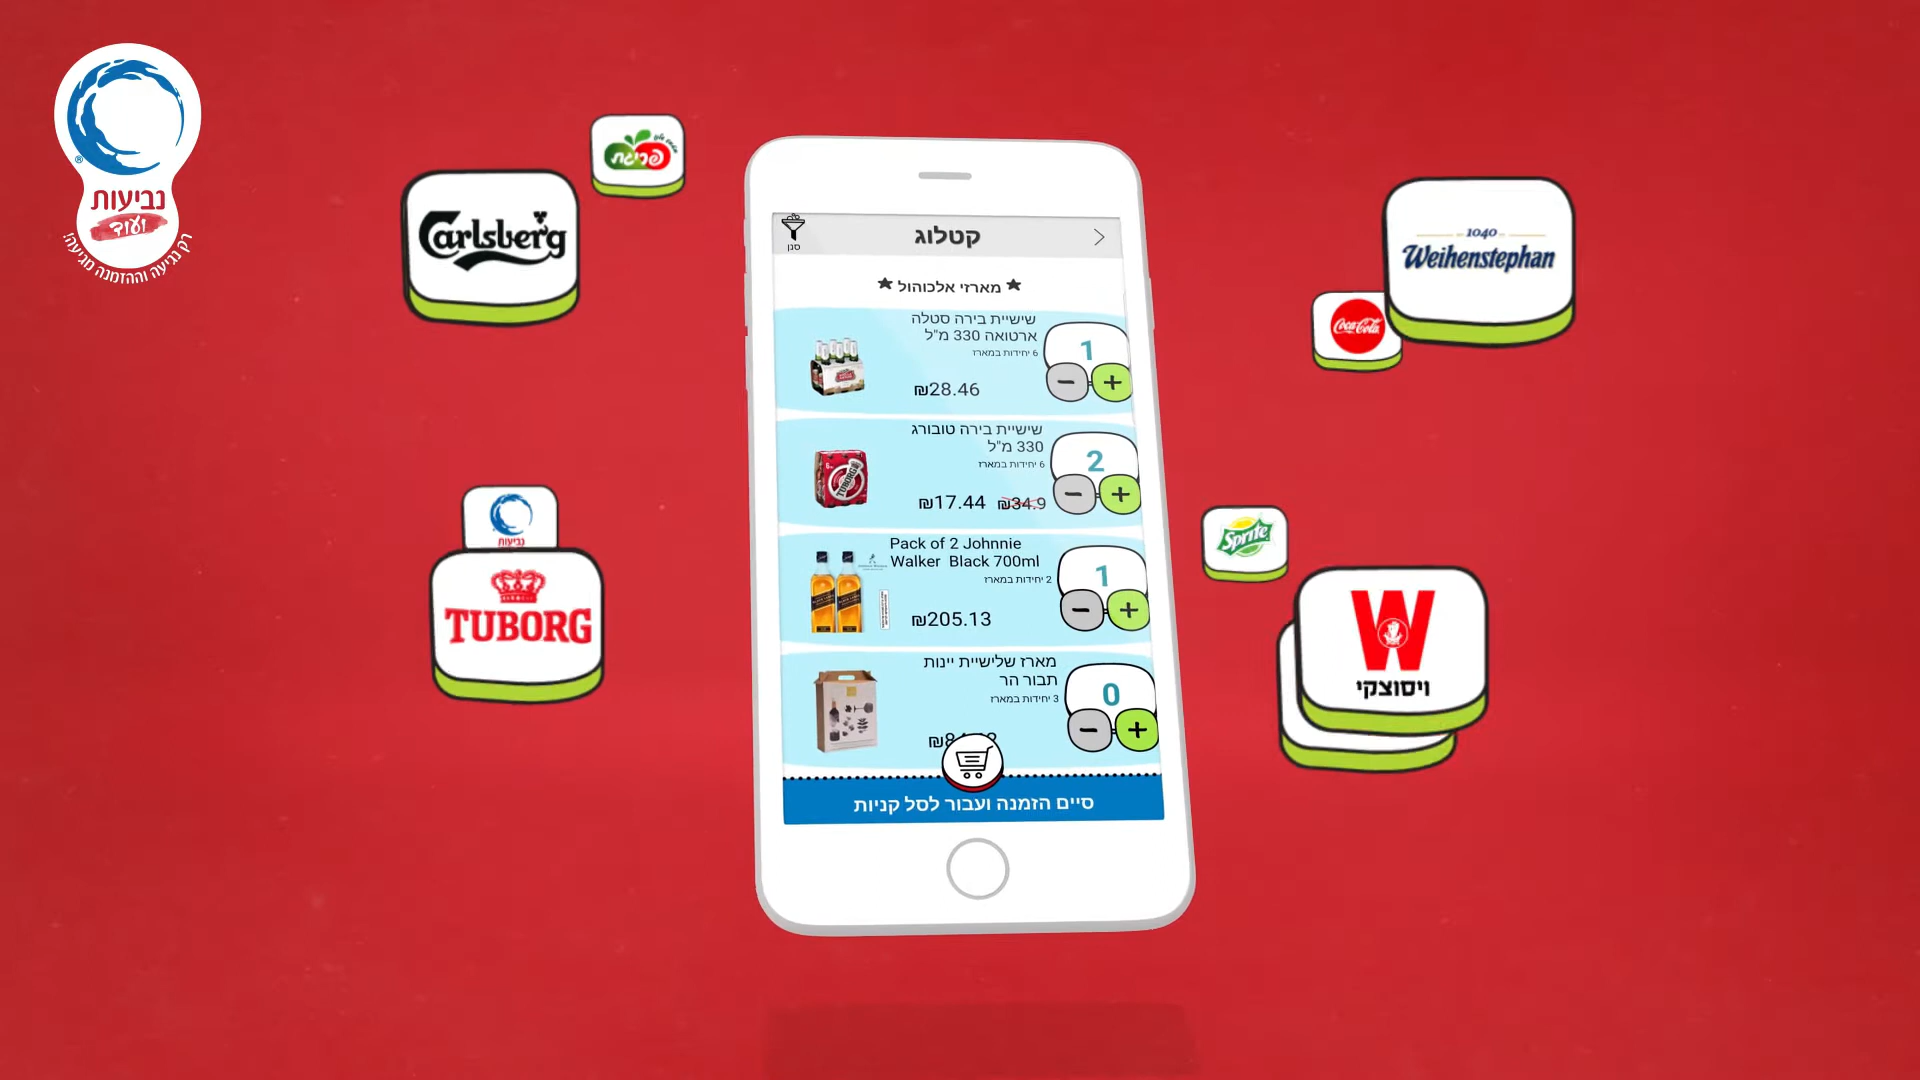 נביעות
ועוד
רק נגיעה וההזמנה מגיעה!
פריגת
Carlsberg
נביעות
TUBORG
קטלוג
סנן
★ מארזי אלכוהול ★
שישיית בירה סטלה
ארטואה 330 מ"ל
6 יחידות במארז
₪28.46
1
שישיית בירה טובורג
330 מ"ל
6 יחידות במארז
₪34.9 ₪17.44
2
TUBORG
Pack of 2 Johnnie
Walker Black 700ml
2 יחידות במארז
₪205.13
1
מארז שלישיית יינות
תבור הר
3 יחידות במארז
0
סיים הזמנה ועבור לסל קניות
1040
Weihenstephan
Coca-Cola
Sprite
W
ויסוצקי